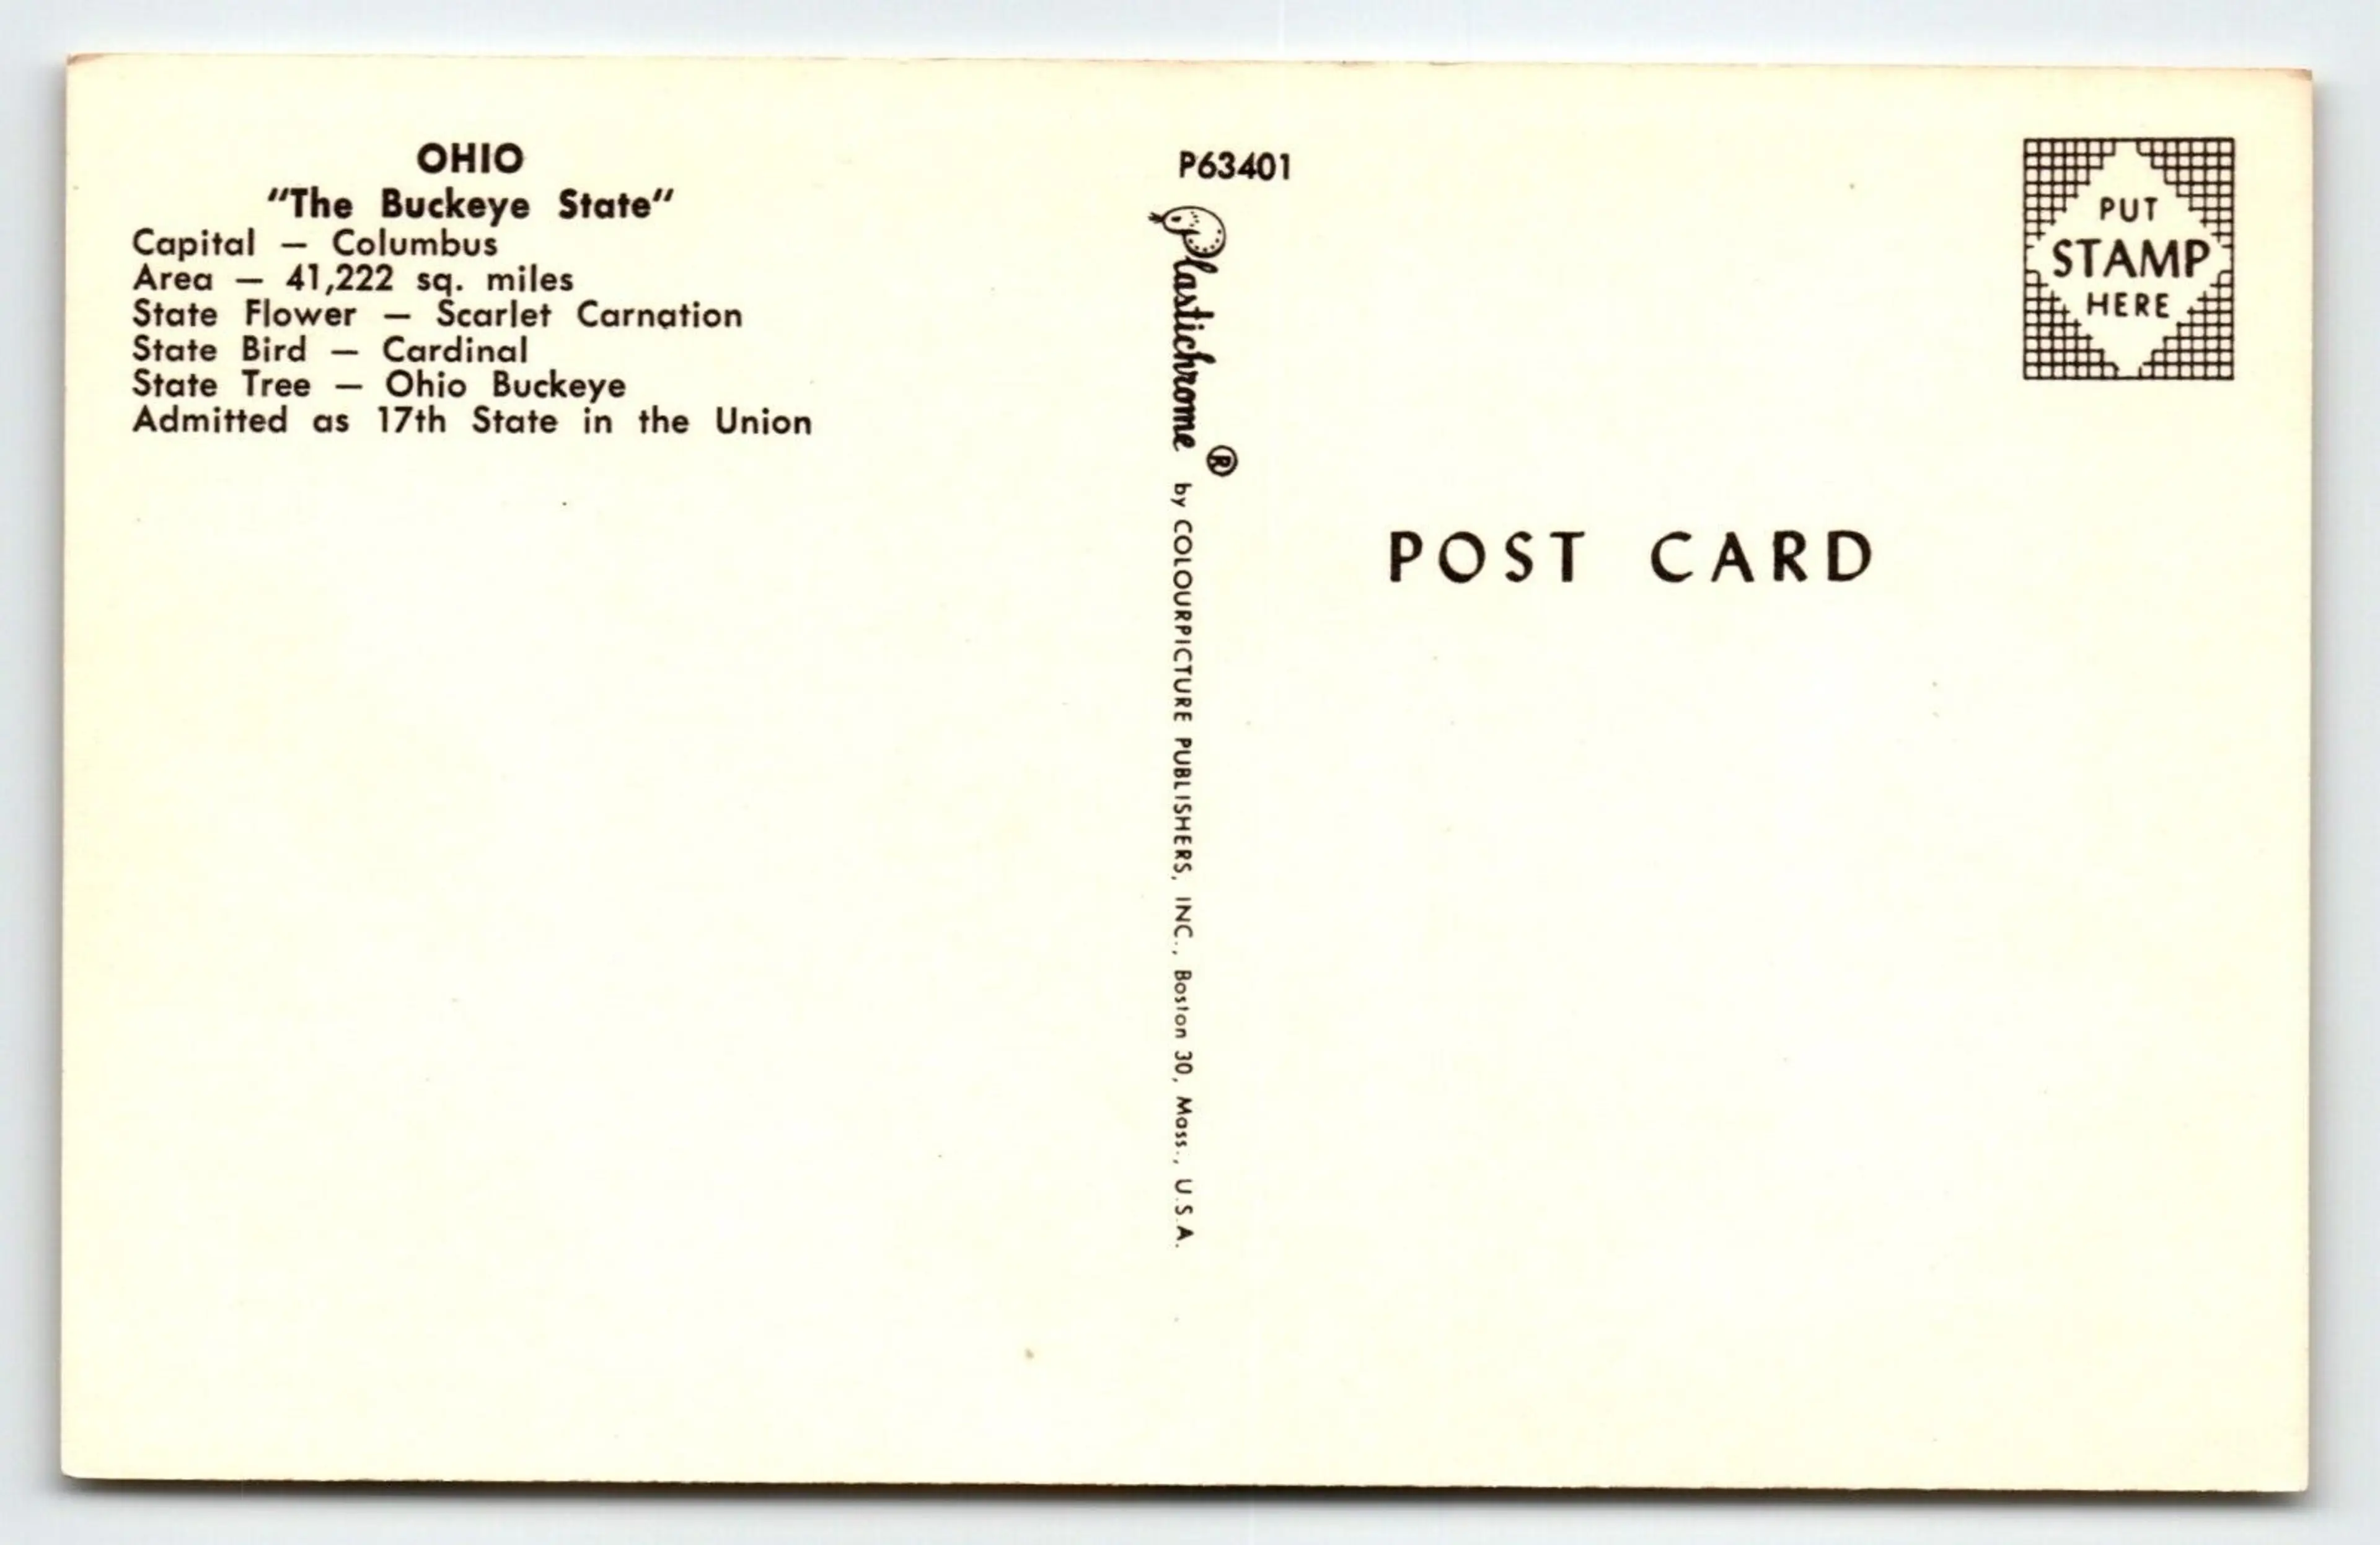 OHIO
"The Buckeye State"
Capital — Columbus
Area — 41,222 sq. miles
State Flower — Scarlet Carnation
State Bird — Cardinal
State Tree — Ohio Buckeye
Admitted as 17th State in the Union
P63401
Plastichrome ® by COLOURPICTURE PUBLISHERS, INC., Boston 30, Mass., U.S.A.
PUT
STAMP
HERE
POST CARD